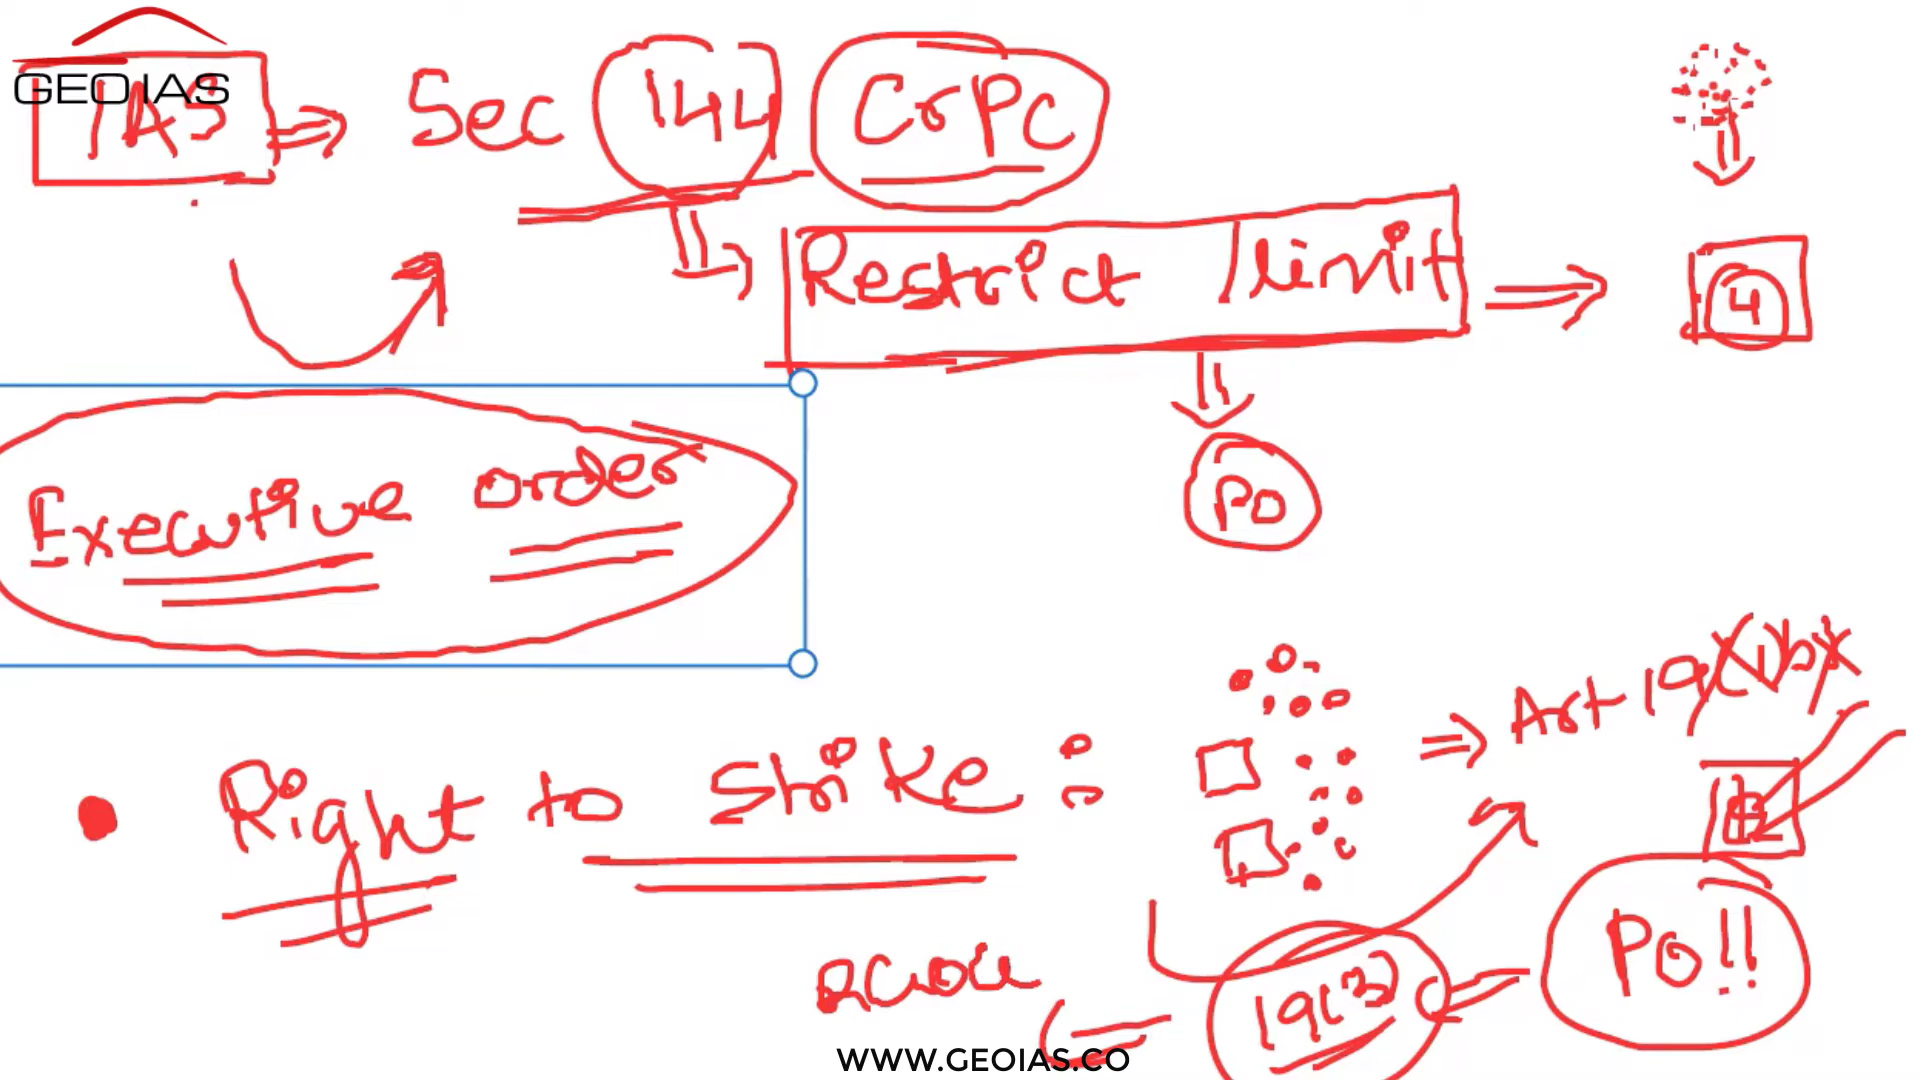 GEOIAS
IAS ⇒ Sec 144 CrPC
Restrict / limit ⇒ 4
PO
Executive order
Art 19(1)(b)
• Right to Strike :
PO!!
19(3)
WWW.GEOIAS.CO